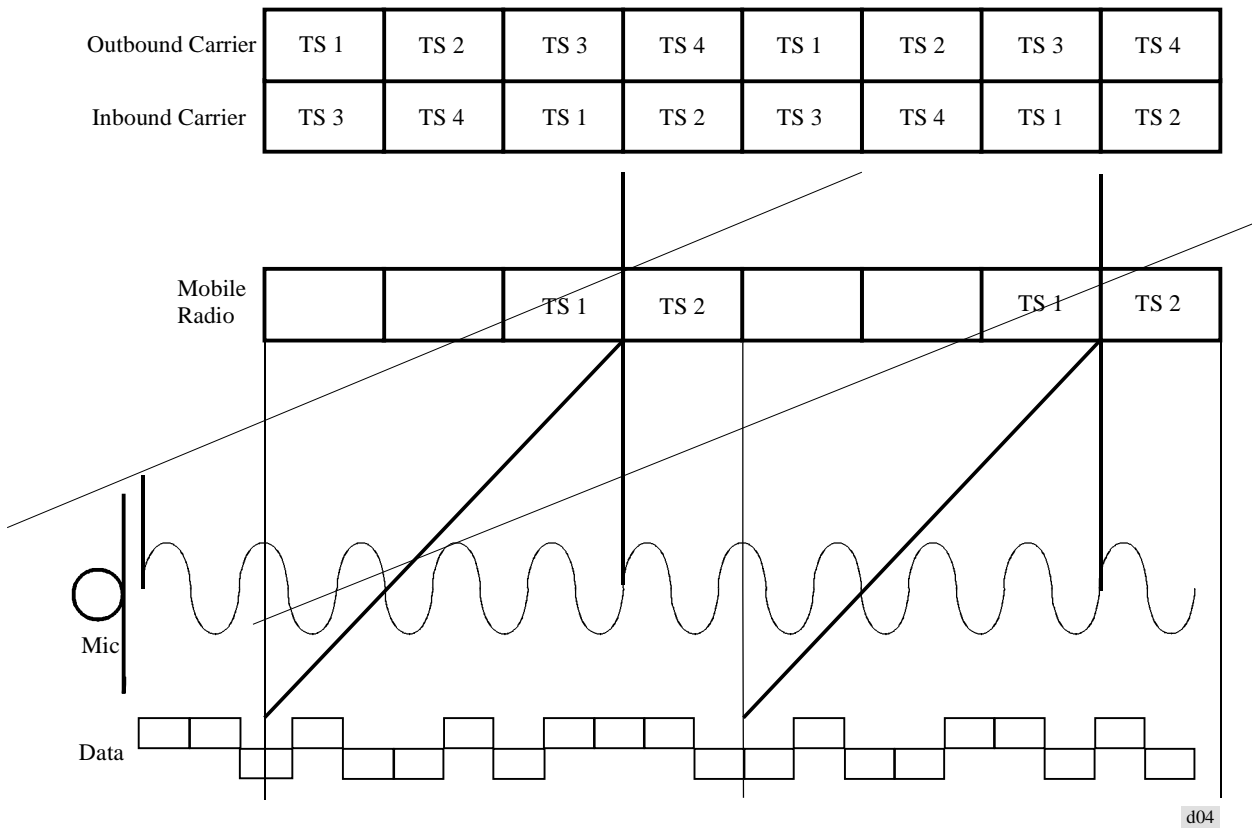 Outbound Carrier TS 1 TS 2 TS 3 TS 4 TS 1 TS 2 TS 3 TS 4
Inbound Carrier TS 3 TS 4 TS 1 TS 2 TS 3 TS 4 TS 1 TS 2
Mobile
Radio TS 1 TS 2 TS 1 TS 2
Mic
Data
d04